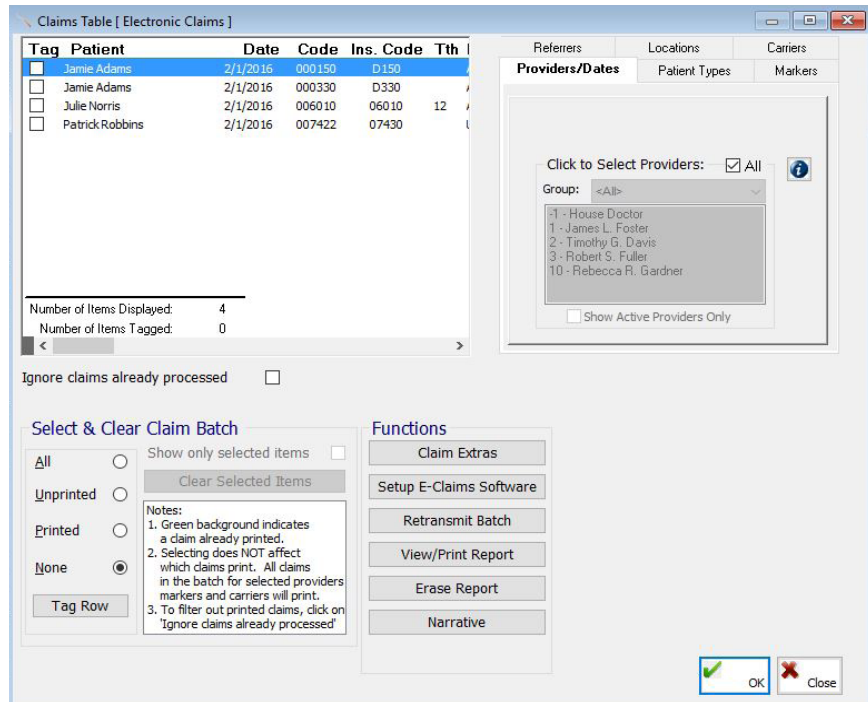 Claims Table [ Electronic Claims ]
Tag Patient Date Code Ins. Code Tth
Jamie Adams 2/1/2016 000150 D150
Jamie Adams 2/1/2016 000330 D330
Julie Norris 2/1/2016 006010 06010 12
Patrick Robbins 2/1/2016 007422 07430
Number of Items Displayed: 4
Number of Items Tagged: 0
Referrers Locations Carriers
Providers/Dates Patient Types Markers
Click to Select Providers: All
Group: <All>
-1 - House Doctor
1 - James L. Foster
2 - Timothy G. Davis
3 - Robert S. Fuller
10 - Rebecca R. Gardner
Show Active Providers Only
Ignore claims already processed
Select & Clear Claim Batch
All
Unprinted
Printed
None
Tag Row
Show only selected items
Clear Selected Items
Notes:
1. Green background indicates
a claim already printed.
2. Selecting does NOT affect
which claims print. All claims
in the batch for selected providers
markers and carriers will print.
3. To filter out printed claims, click on
'Ignore claims already processed'
Functions
Claim Extras
Setup E-Claims Software
Retransmit Batch
View/Print Report
Erase Report
Narrative
OK
Close